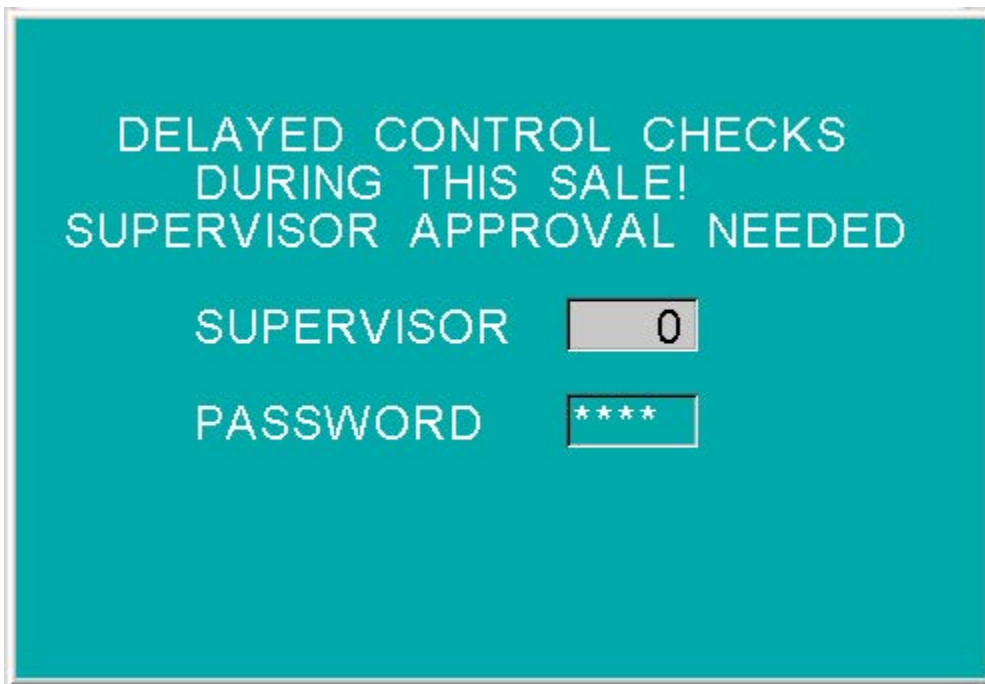 DELAYED CONTROL CHECKS
DURING THIS SALE!
SUPERVISOR APPROVAL NEEDED
SUPERVISOR 0
PASSWORD ****